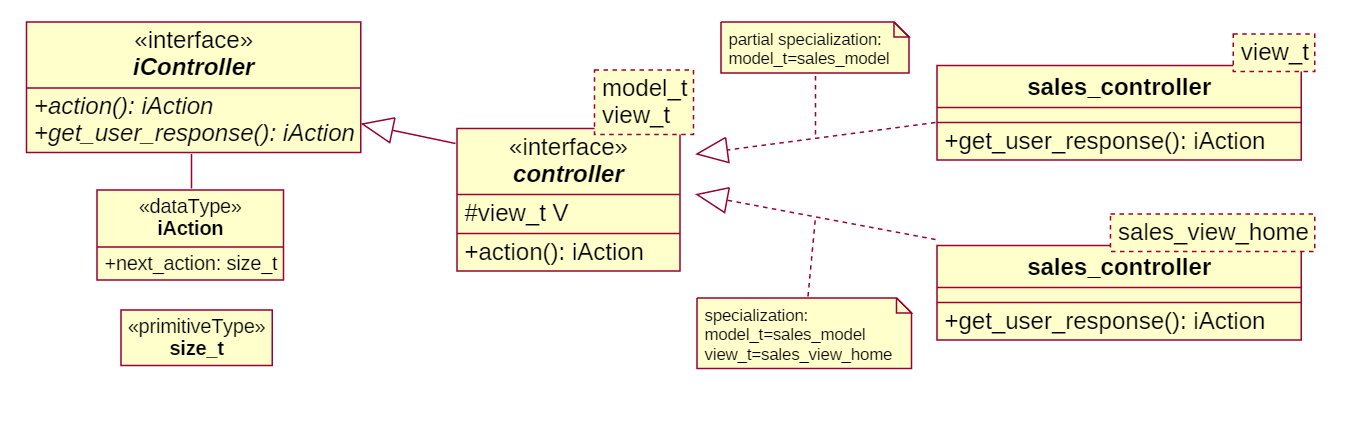 «interface»
iController
+action(): iAction
+get_user_response(): iAction
«dataType»
iAction
+next_action: size_t
«primitiveType»
size_t
model_t
view_t
«interface»
controller
#view_t V
+action(): iAction
partial specialization:
model_t=sales_model
specialization:
model_t=sales_model
view_t=sales_view_home
view_t
sales_controller
+get_user_response(): iAction
sales_view_home
sales_controller
+get_user_response(): iAction